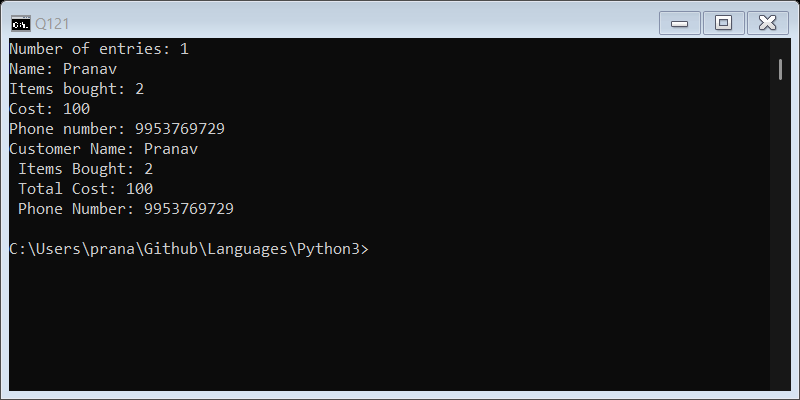 Q121
Number of entries: 1
Name: Pranav
Items bought: 2
Cost: 100
Phone number: 9953769729
Customer Name: Pranav
Items Bought: 2
Total Cost: 100
Phone Number: 9953769729
C:\Users\prana\Github\Languages\Python3>